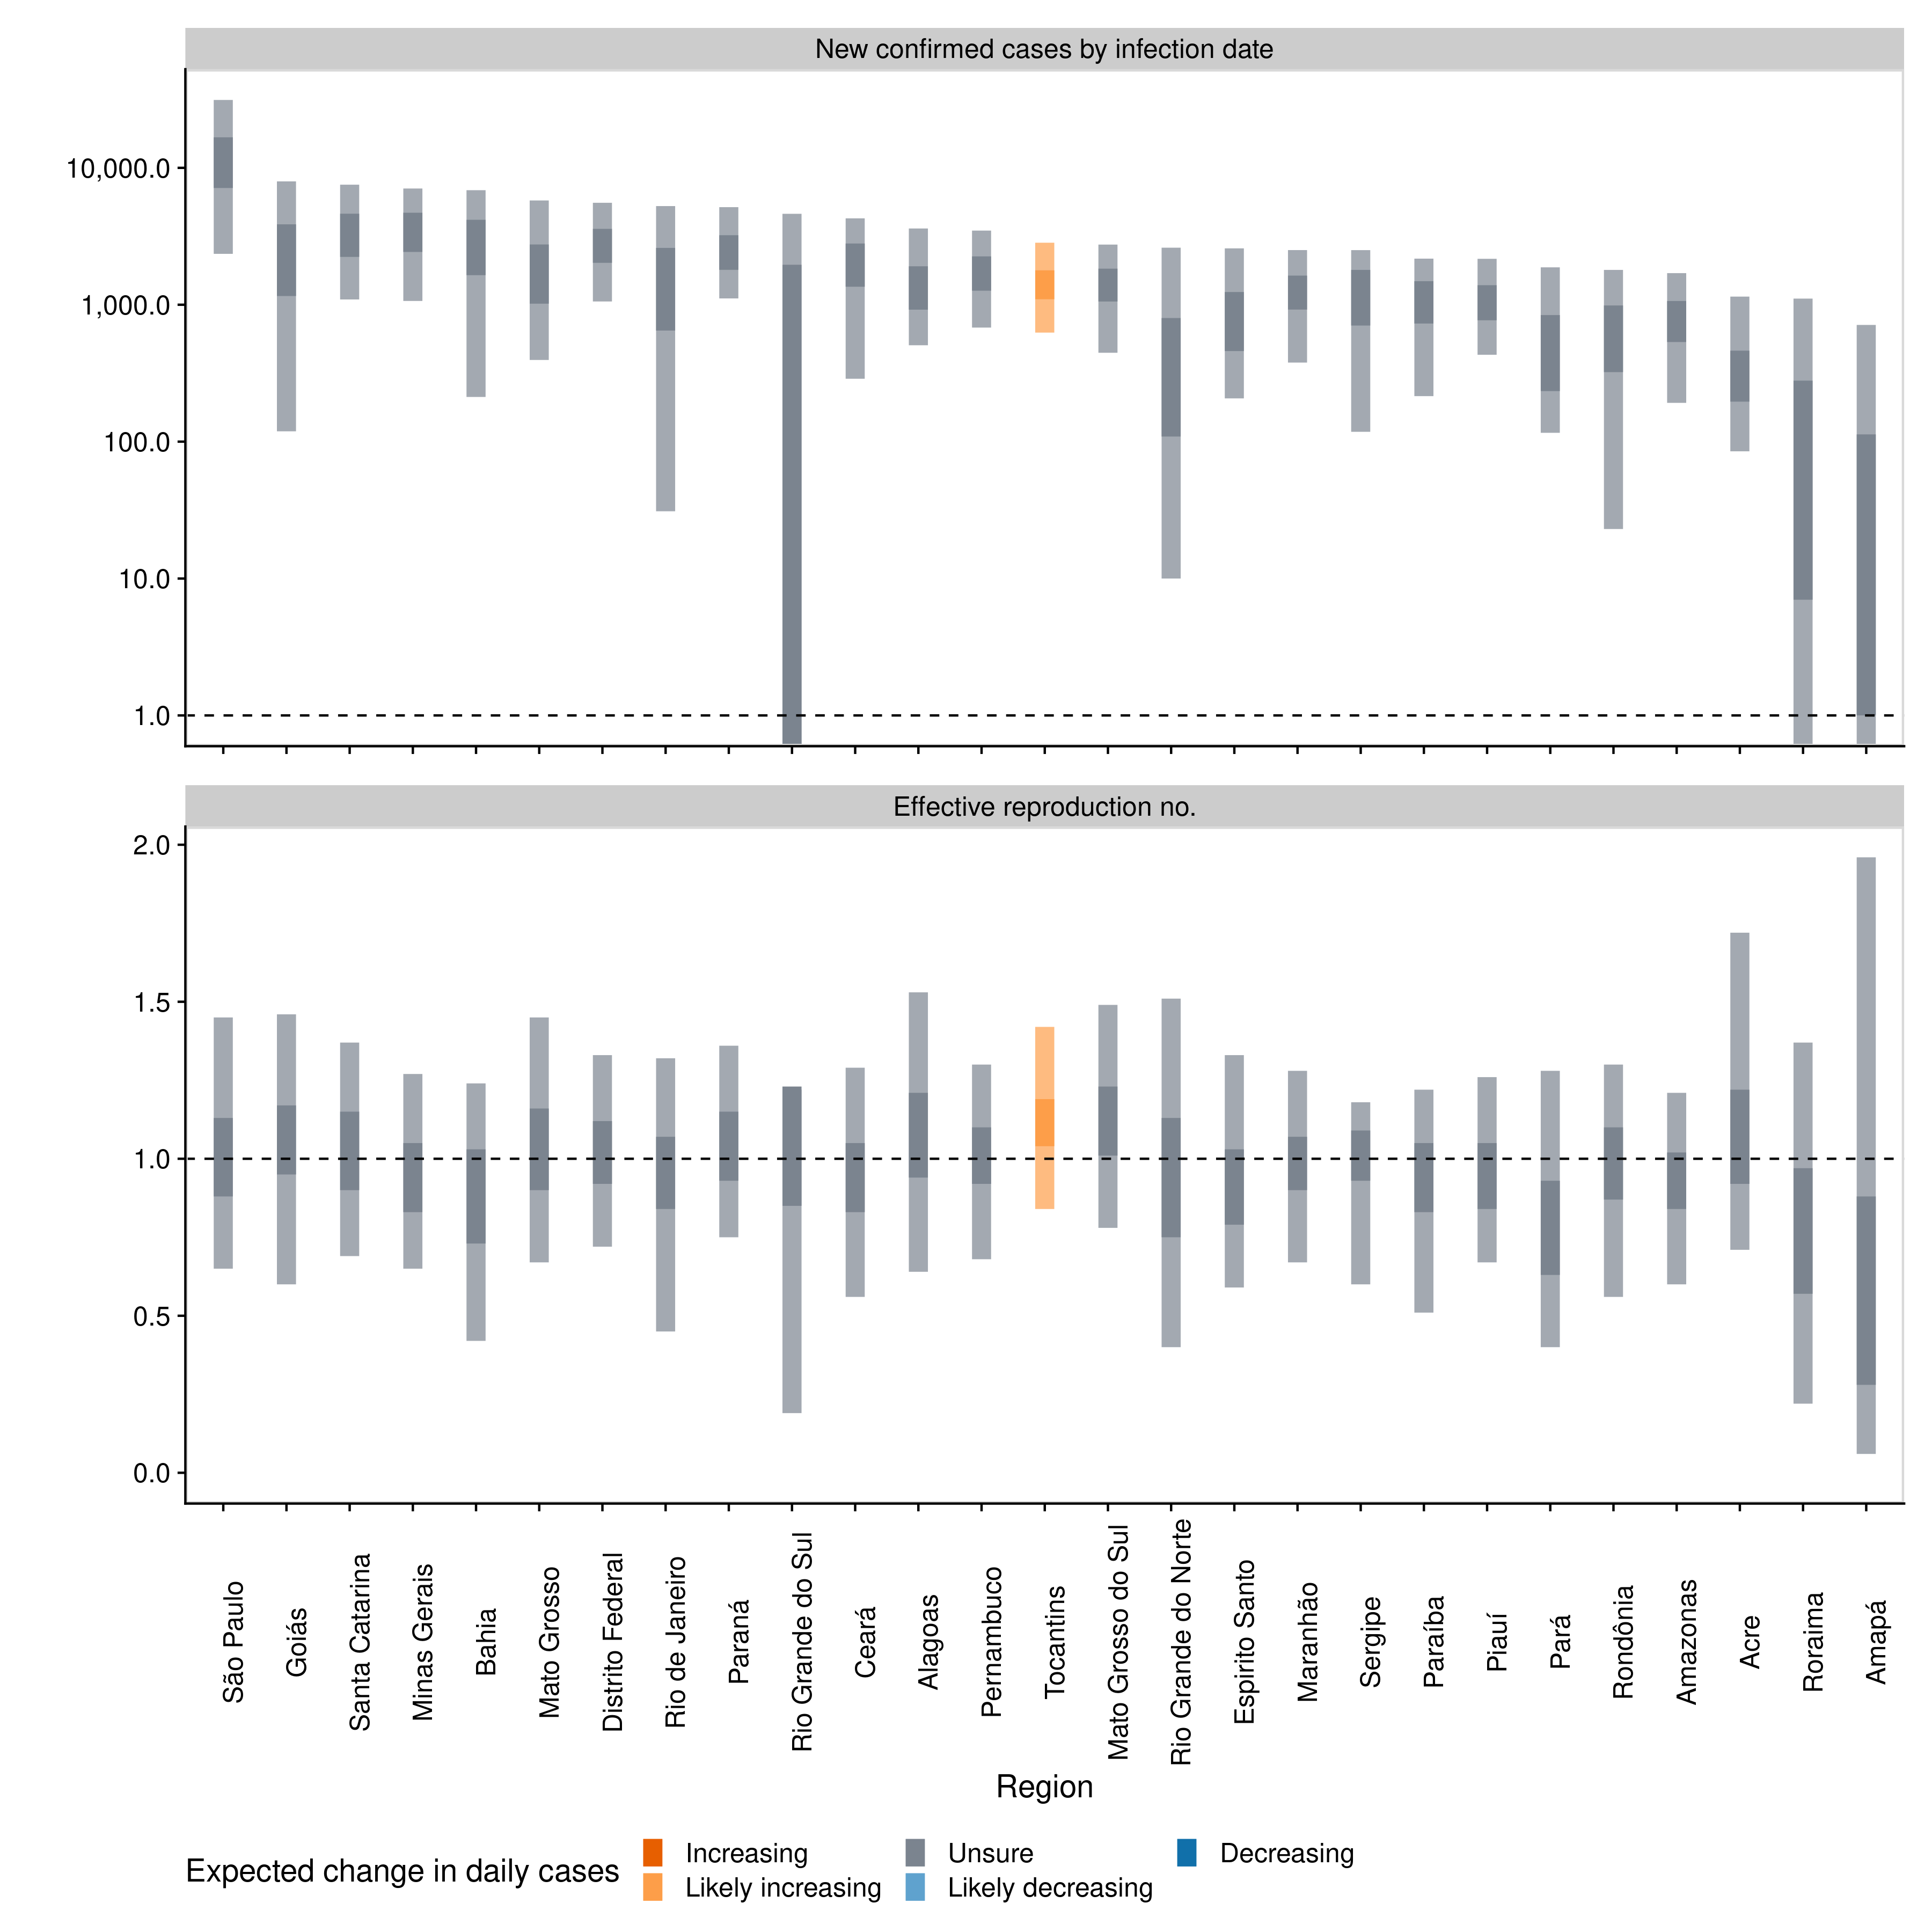 New confirmed cases by infection date
10,000.0
1,000.0
100.0
10.0
1.0
Effective reproduction no.
2.0
1.5
1.0
0.5
0.0
São Paulo
Goiás
Santa Catarina
Minas Gerais
Bahia
Mato Grosso
Distrito Federal
Rio de Janeiro
Paraná
Rio Grande do Sul
Ceará
Alagoas
Pernambuco
Tocantins
Mato Grosso do Sul
Rio Grande do Norte
Espirito Santo
Maranhão
Sergipe
Paraíba
Piauí
Pará
Rondônia
Amazonas
Acre
Roraima
Amapá
Region
Expected change in daily cases
Increasing
Unsure
Decreasing
Likely increasing
Likely decreasing